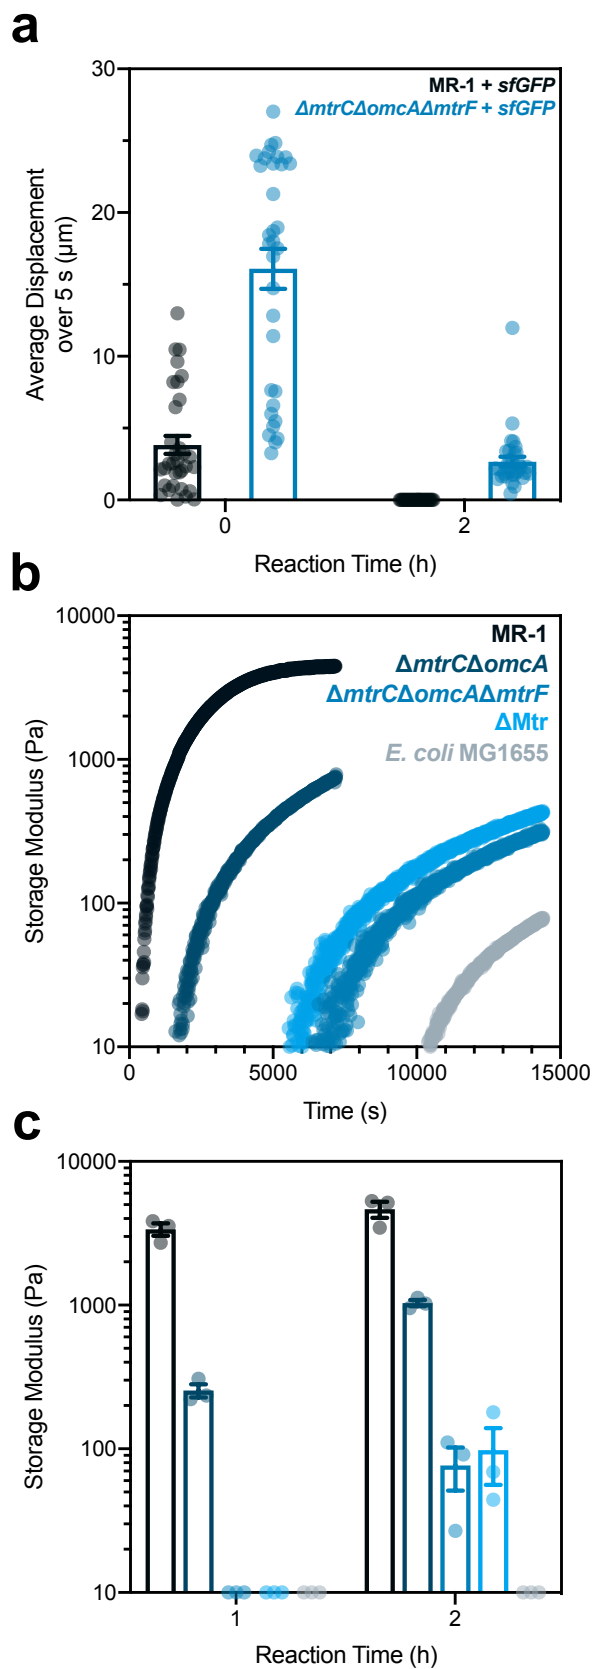 a
30
20
10
0
Average Displacement
over 5 s (μm)
MR-1 + sfGFP
ΔmtrCΔomcAΔmtrF + sfGFP
0
2
Reaction Time (h)
b
10000
1000
100
10
Storage Modulus (Pa)
MR-1
ΔmtrCΔomcA
ΔmtrCΔomcAΔmtrF
ΔMtr
E. coli MG1655
0
5000
10000
15000
Time (s)
c
10000
1000
100
10
Storage Modulus (Pa)
1
2
Reaction Time (h)